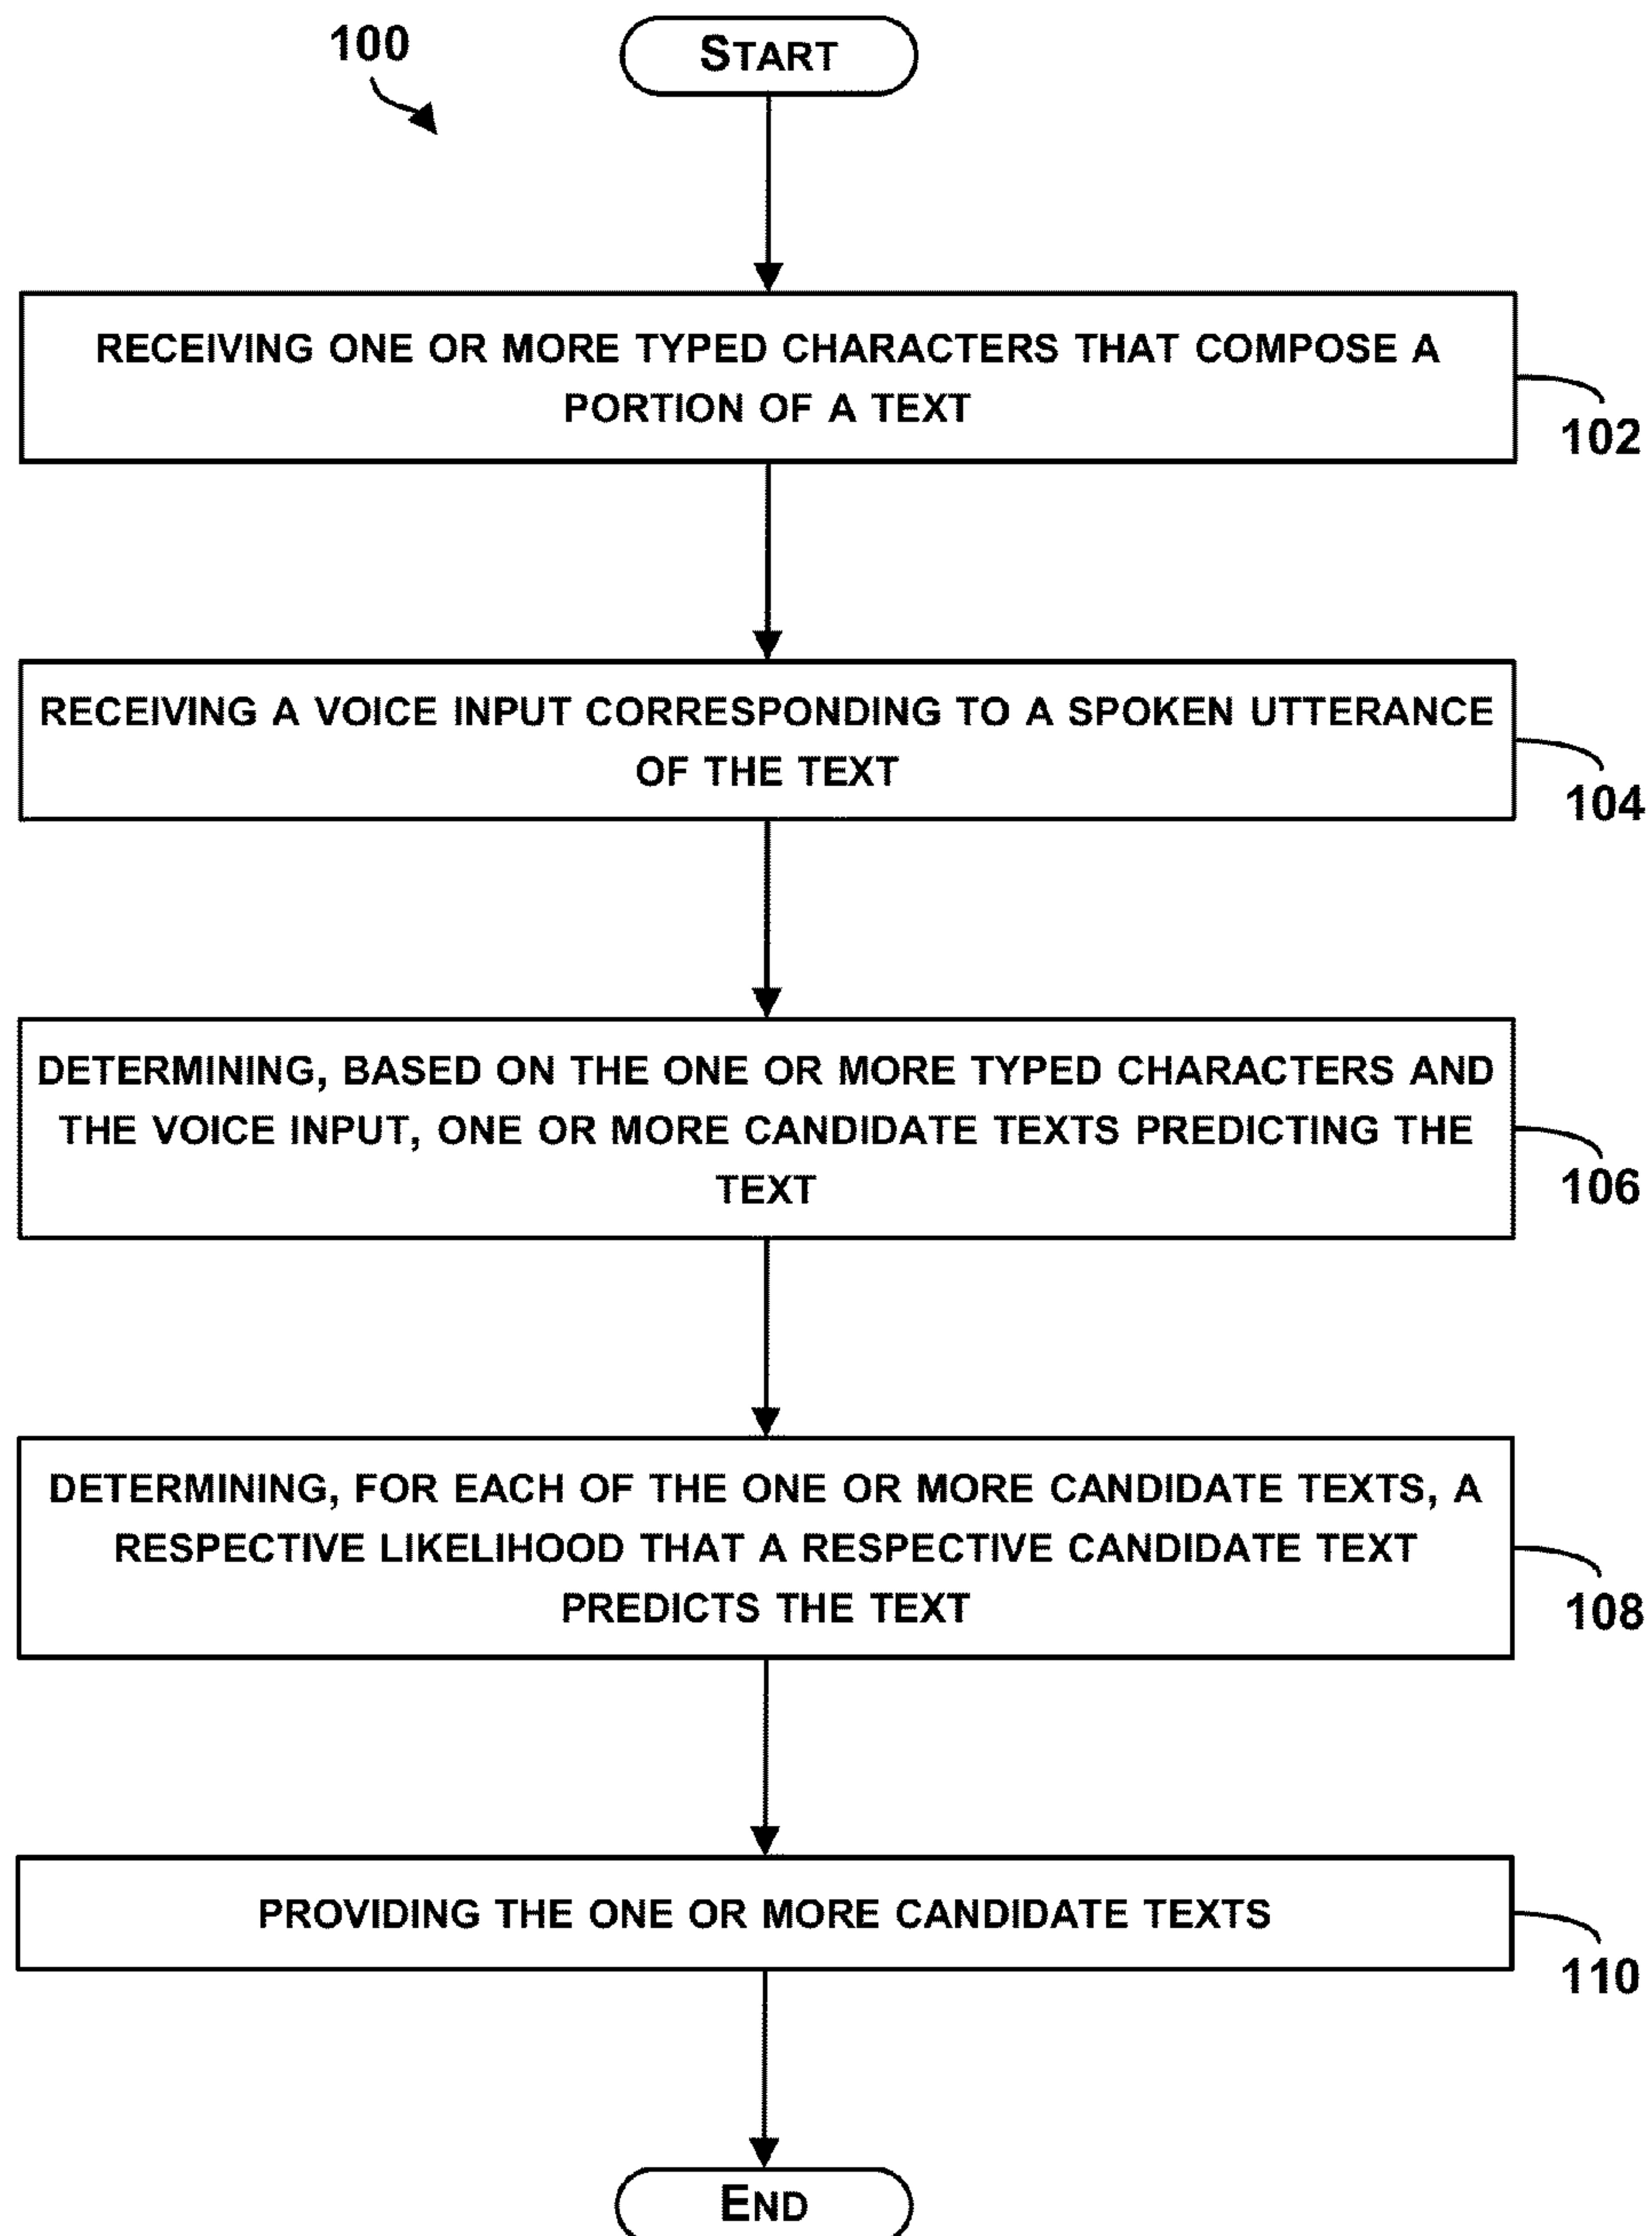 100
START
RECEIVING ONE OR MORE TYPED CHARACTERS THAT COMPOSE A
PORTION OF A TEXT
102
RECEIVING A VOICE INPUT CORRESPONDING TO A SPOKEN UTTERANCE
OF THE TEXT
104
DETERMINING, BASED ON THE ONE OR MORE TYPED CHARACTERS AND
THE VOICE INPUT, ONE OR MORE CANDIDATE TEXTS PREDICTING THE
TEXT
106
DETERMINING, FOR EACH OF THE ONE OR MORE CANDIDATE TEXTS, A
RESPECTIVE LIKELIHOOD THAT A RESPECTIVE CANDIDATE TEXT
PREDICTS THE TEXT
108
PROVIDING THE ONE OR MORE CANDIDATE TEXTS
110
END